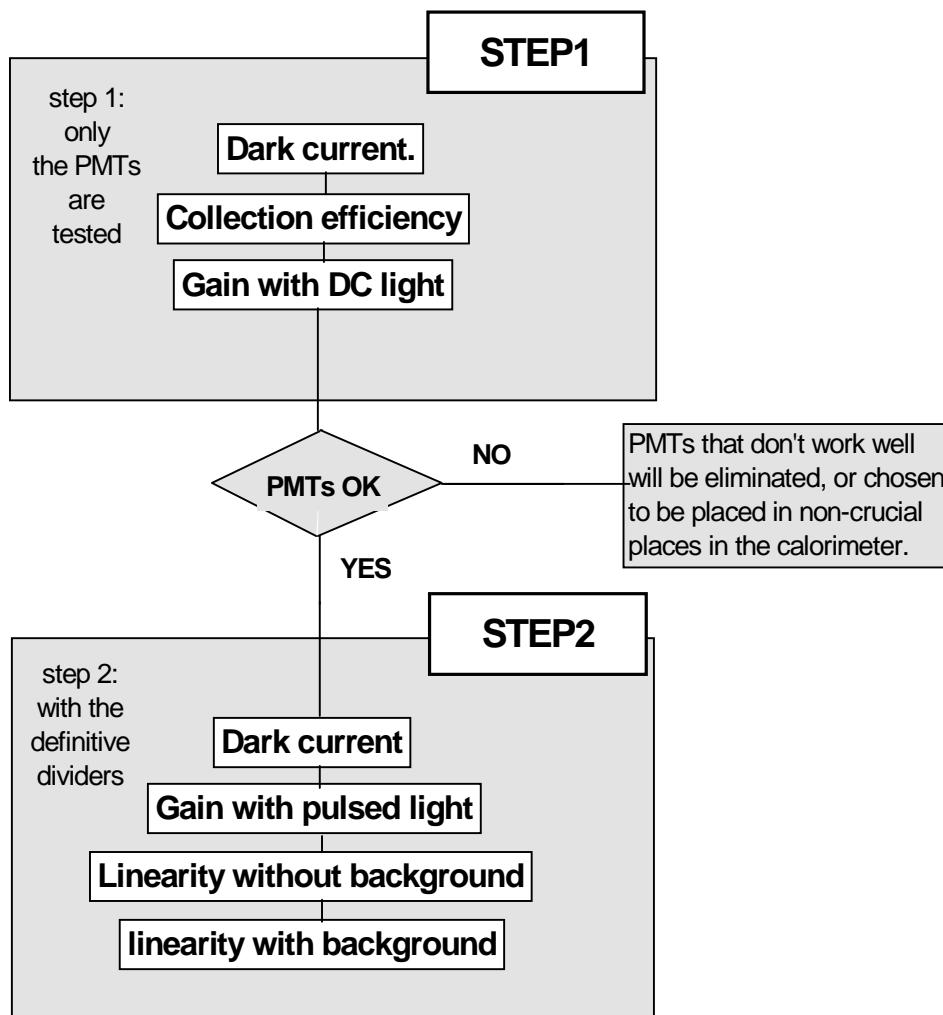 STEP1
step 1:
only
the PMTs
are
tested
Dark current.
Collection efficiency
Gain with DC light
PMTs OK
NO
PMTs that don't work well
will be eliminated, or chosen
to be placed in non-crucial
places in the calorimeter.
YES
STEP2
step 2:
with the
definitive
dividers
Dark current
Gain with pulsed light
Linearity without background
linearity with background